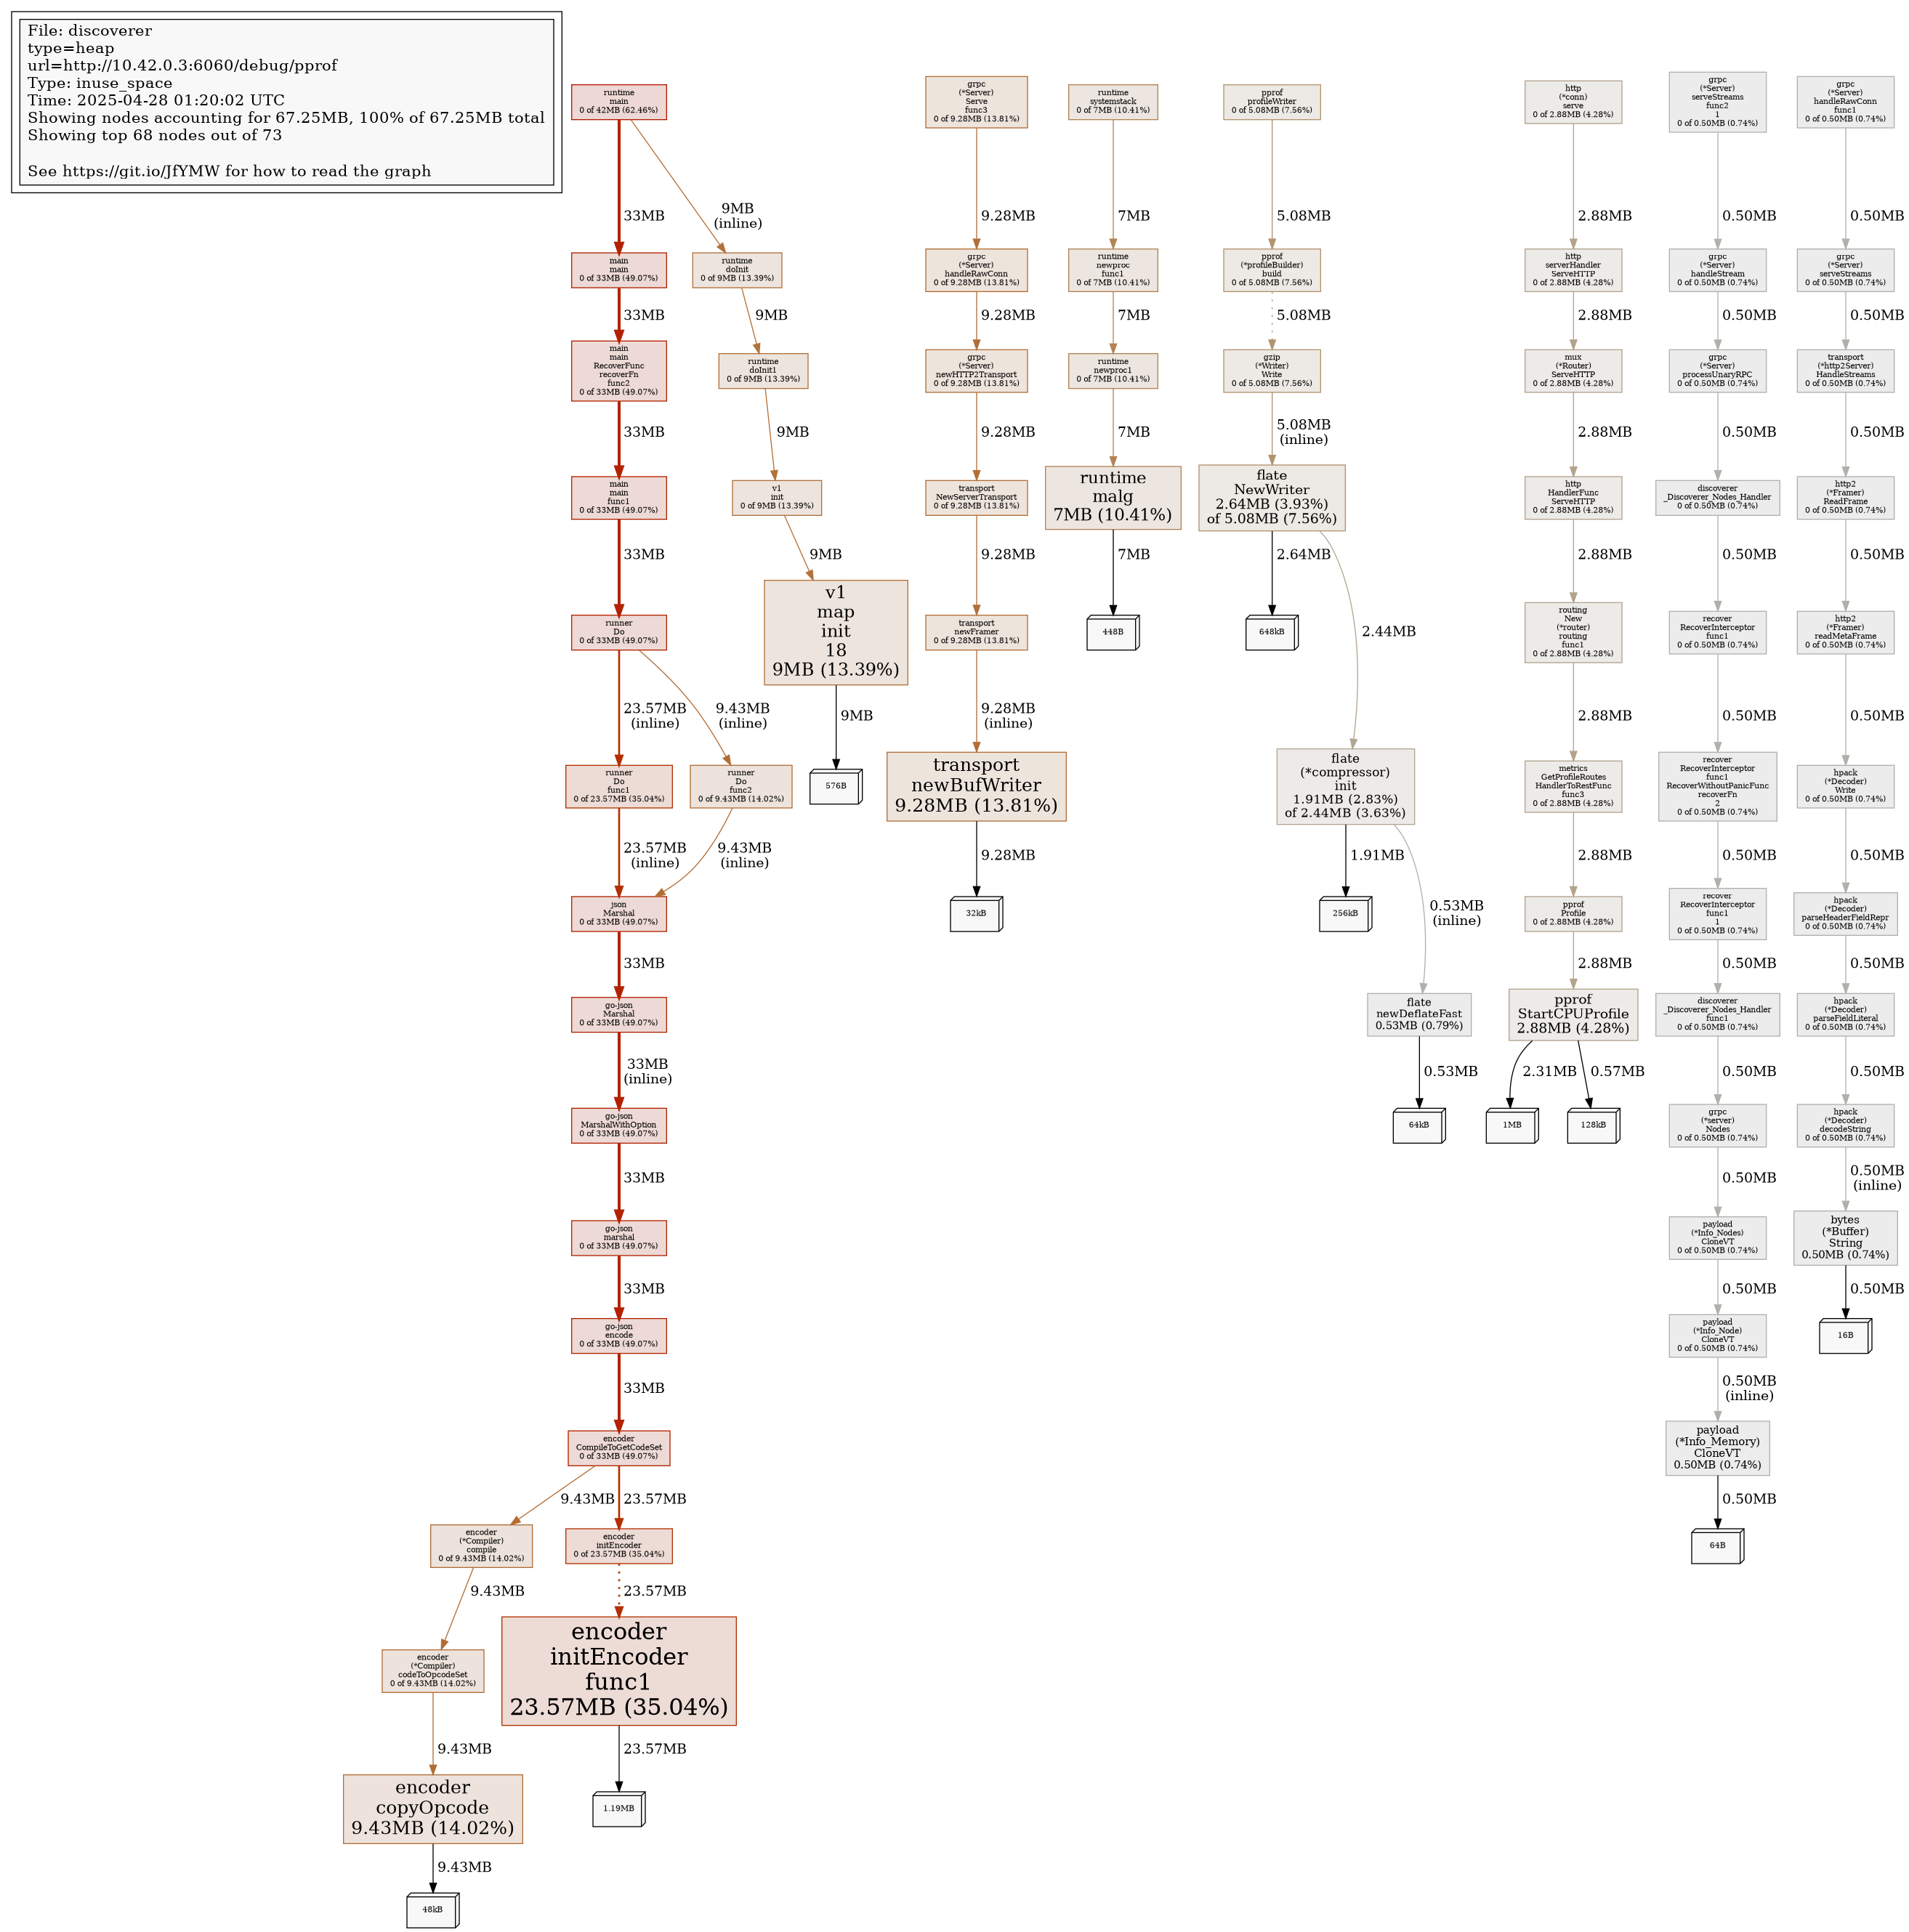 File: discoverer
type=heap
url=http://10.42.0.3:6060/debug/pprof
Type: inuse_space
Time: 2025-04-28 01:20:02 UTC
Showing nodes accounting for 67.25MB, 100% of 67.25MB total
Showing top 68 nodes out of 73
See https://git.io/JfYMW for how to read the graph
runtime
main
0 of 42MB (62.46%)
33MB
9MB
(inline)
main
main
0 of 33MB (49.07%)
33MB
main
main
RecoverFunc
recoverFn
func2
0 of 33MB (49.07%)
33MB
main
main
func1
0 of 33MB (49.07%)
33MB
runner
Do
0 of 33MB (49.07%)
23.57MB
(inline)
9.43MB
(inline)
runner
Do
func1
0 of 23.57MB (35.04%)
runner
Do
func2
0 of 9.43MB (14.02%)
23.57MB
(inline)
9.43MB
(inline)
json
Marshal
0 of 33MB (49.07%)
33MB
go-json
Marshal
0 of 33MB (49.07%)
33MB
(inline)
go-json
MarshalWithOption
0 of 33MB (49.07%)
33MB
go-json
marshal
0 of 33MB (49.07%)
33MB
go-json
encode
0 of 33MB (49.07%)
33MB
encoder
CompileToGetCodeSet
0 of 33MB (49.07%)
9.43MB
23.57MB
encoder
(*Compiler)
compile
0 of 9.43MB (14.02%)
9.43MB
encoder
(*Compiler)
codeToOpcodeSet
0 of 9.43MB (14.02%)
9.43MB
encoder
copyOpcode
9.43MB (14.02%)
9.43MB
48kB
encoder
initEncoder
0 of 23.57MB (35.04%)
23.57MB
encoder
initEncoder
func1
23.57MB (35.04%)
23.57MB
1.19MB
runtime
doInit
0 of 9MB (13.39%)
9MB
runtime
doInit1
0 of 9MB (13.39%)
9MB
v1
init
0 of 9MB (13.39%)
9MB
v1
map
init
18
9MB (13.39%)
9MB
576B
grpc
(*Server)
Serve
func3
0 of 9.28MB (13.81%)
9.28MB
grpc
(*Server)
handleRawConn
0 of 9.28MB (13.81%)
9.28MB
grpc
(*Server)
newHTTP2Transport
0 of 9.28MB (13.81%)
9.28MB
transport
NewServerTransport
0 of 9.28MB (13.81%)
9.28MB
transport
newFramer
0 of 9.28MB (13.81%)
9.28MB
(inline)
transport
newBufWriter
9.28MB (13.81%)
9.28MB
32kB
runtime
systemstack
0 of 7MB (10.41%)
7MB
runtime
newproc
func1
0 of 7MB (10.41%)
7MB
runtime
newproc1
0 of 7MB (10.41%)
7MB
runtime
malg
7MB (10.41%)
7MB
448B
pprof
profileWriter
0 of 5.08MB (7.56%)
5.08MB
pprof
(*profileBuilder)
build
0 of 5.08MB (7.56%)
5.08MB
gzip
(*Writer)
Write
0 of 5.08MB (7.56%)
5.08MB
(inline)
flate
NewWriter
2.64MB (3.93%)
of 5.08MB (7.56%)
2.64MB
648kB
2.44MB
flate
(*compressor)
init
1.91MB (2.83%)
of 2.44MB (3.63%)
1.91MB
256kB
0.53MB
(inline)
flate
newDeflateFast
0.53MB (0.79%)
0.53MB
64kB
http
(*conn)
serve
0 of 2.88MB (4.28%)
2.88MB
http
serverHandler
ServeHTTP
0 of 2.88MB (4.28%)
2.88MB
mux
(*Router)
ServeHTTP
0 of 2.88MB (4.28%)
2.88MB
http
HandlerFunc
ServeHTTP
0 of 2.88MB (4.28%)
2.88MB
routing
New
(*router)
routing
func1
0 of 2.88MB (4.28%)
2.88MB
metrics
GetProfileRoutes
HandlerToRestFunc
func3
0 of 2.88MB (4.28%)
2.88MB
pprof
Profile
0 of 2.88MB (4.28%)
2.88MB
pprof
StartCPUProfile
2.88MB (4.28%)
2.31MB
0.57MB
1MB
128kB
grpc
(*Server)
serveStreams
func2
1
0 of 0.50MB (0.74%)
0.50MB
grpc
(*Server)
handleStream
0 of 0.50MB (0.74%)
0.50MB
grpc
(*Server)
processUnaryRPC
0 of 0.50MB (0.74%)
0.50MB
discoverer
_Discoverer_Nodes_Handler
0 of 0.50MB (0.74%)
0.50MB
recover
RecoverInterceptor
func1
0 of 0.50MB (0.74%)
0.50MB
recover
RecoverInterceptor
func1
RecoverWithoutPanicFunc
recoverFn
2
0 of 0.50MB (0.74%)
0.50MB
recover
RecoverInterceptor
func1
1
0 of 0.50MB (0.74%)
0.50MB
discoverer
_Discoverer_Nodes_Handler
func1
0 of 0.50MB (0.74%)
0.50MB
grpc
(*server)
Nodes
0 of 0.50MB (0.74%)
0.50MB
payload
(*Info_Nodes)
CloneVT
0 of 0.50MB (0.74%)
0.50MB
payload
(*Info_Node)
CloneVT
0 of 0.50MB (0.74%)
0.50MB
(inline)
payload
(*Info_Memory)
CloneVT
0.50MB (0.74%)
0.50MB
64B
grpc
(*Server)
handleRawConn
func1
0 of 0.50MB (0.74%)
0.50MB
grpc
(*Server)
serveStreams
0 of 0.50MB (0.74%)
0.50MB
transport
(*http2Server)
HandleStreams
0 of 0.50MB (0.74%)
0.50MB
http2
(*Framer)
ReadFrame
0 of 0.50MB (0.74%)
0.50MB
http2
(*Framer)
readMetaFrame
0 of 0.50MB (0.74%)
0.50MB
hpack
(*Decoder)
Write
0 of 0.50MB (0.74%)
0.50MB
hpack
(*Decoder)
parseHeaderFieldRepr
0 of 0.50MB (0.74%)
0.50MB
hpack
(*Decoder)
parseFieldLiteral
0 of 0.50MB (0.74%)
0.50MB
hpack
(*Decoder)
decodeString
0 of 0.50MB (0.74%)
0.50MB
(inline)
bytes
(*Buffer)
String
0.50MB (0.74%)
0.50MB
16B